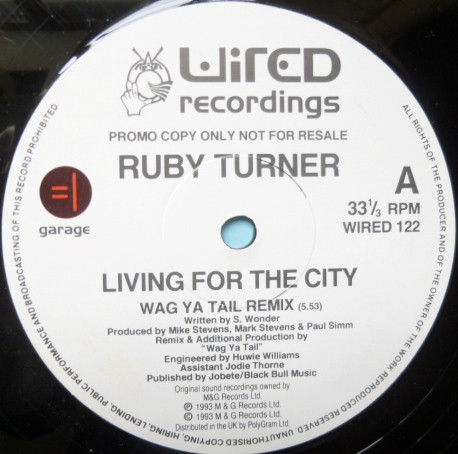 WIRED
recordings
PROMO COPY ONLY NOT FOR RESALE
RUBY TURNER
garage
A
33 1/3 RPM
WIRED 122
LIVING FOR THE CITY
WAG YA TAIL REMIX (5.53)
Written by S. Wonder
Produced by Mike Stevens, Mark Stevens & Paul Simm
Remix & Additional Production by
"Wag Ya Tail"
Engineered by Huwie Williams
Assistant Jodie Thorne
Published by Jobete/Black Bull Music
Original sound recordings owned by
M&G Records Ltd.
℗ 1993 M & G Records Ltd.
© 1993 M & G Records Ltd.
Distributed in the UK by PolyGram Ltd.
ALL RIGHTS OF THE PRODUCER AND OF THE OWNER OF THE WORK REPRODUCED RESERVED. UNAUTHORISED COPYING, HIRING, LENDING, PUBLIC PERFORMANCE AND BROADCASTING OF THIS RECORD PROHIBITED